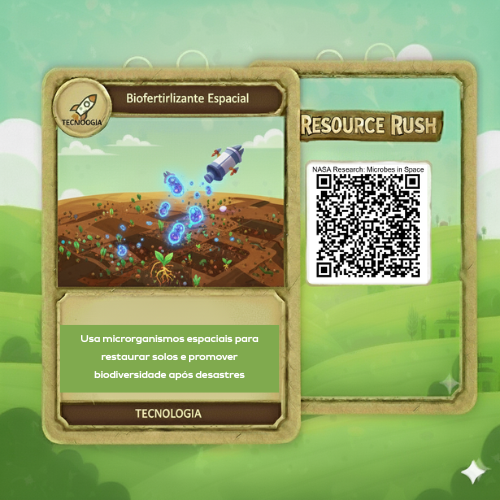 Biofertirlizante Espacial
TECNOOGIA
Usa microrganismos espaciais para
restaurar solos e promover
biodiversidade após desastres
TECNOLOGIA
RESOURCE RUSH
NASA Research: Microbes in Space